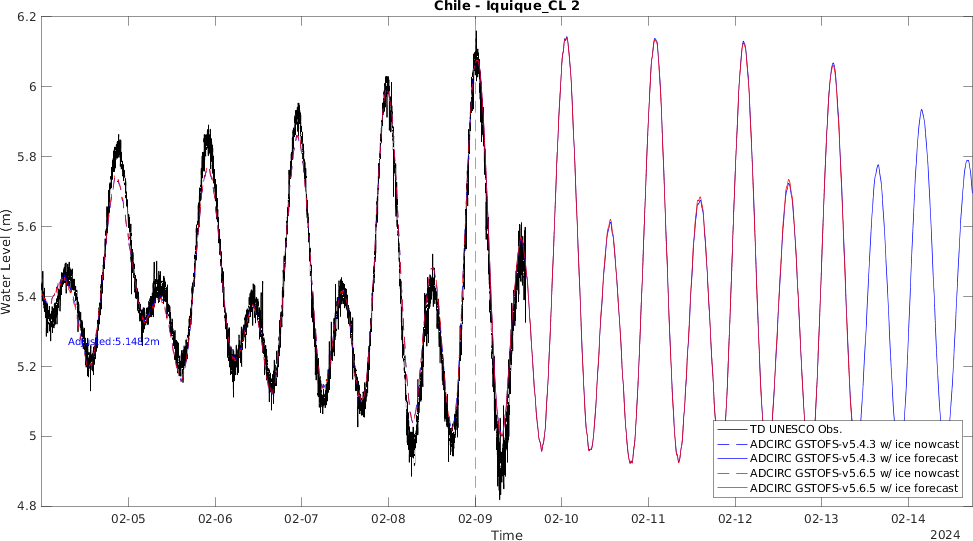 Chile - Iquique_CL 2
Water Level (m)
6.2
6
5.8
5.6
5.4
5.2
5
4.8
Adjusted:5.1482m
TD UNESCO Obs.
ADCIRC GSTOFS-v5.4.3 w/ ice nowcast
ADCIRC GSTOFS-v5.4.3 w/ ice forecast
ADCIRC GSTOFS-v5.6.5 w/ ice nowcast
ADCIRC GSTOFS-v5.6.5 w/ ice forecast
02-05 02-06 02-07 02-08 02-09 02-10 02-11 02-12 02-13 02-14
Time
2024